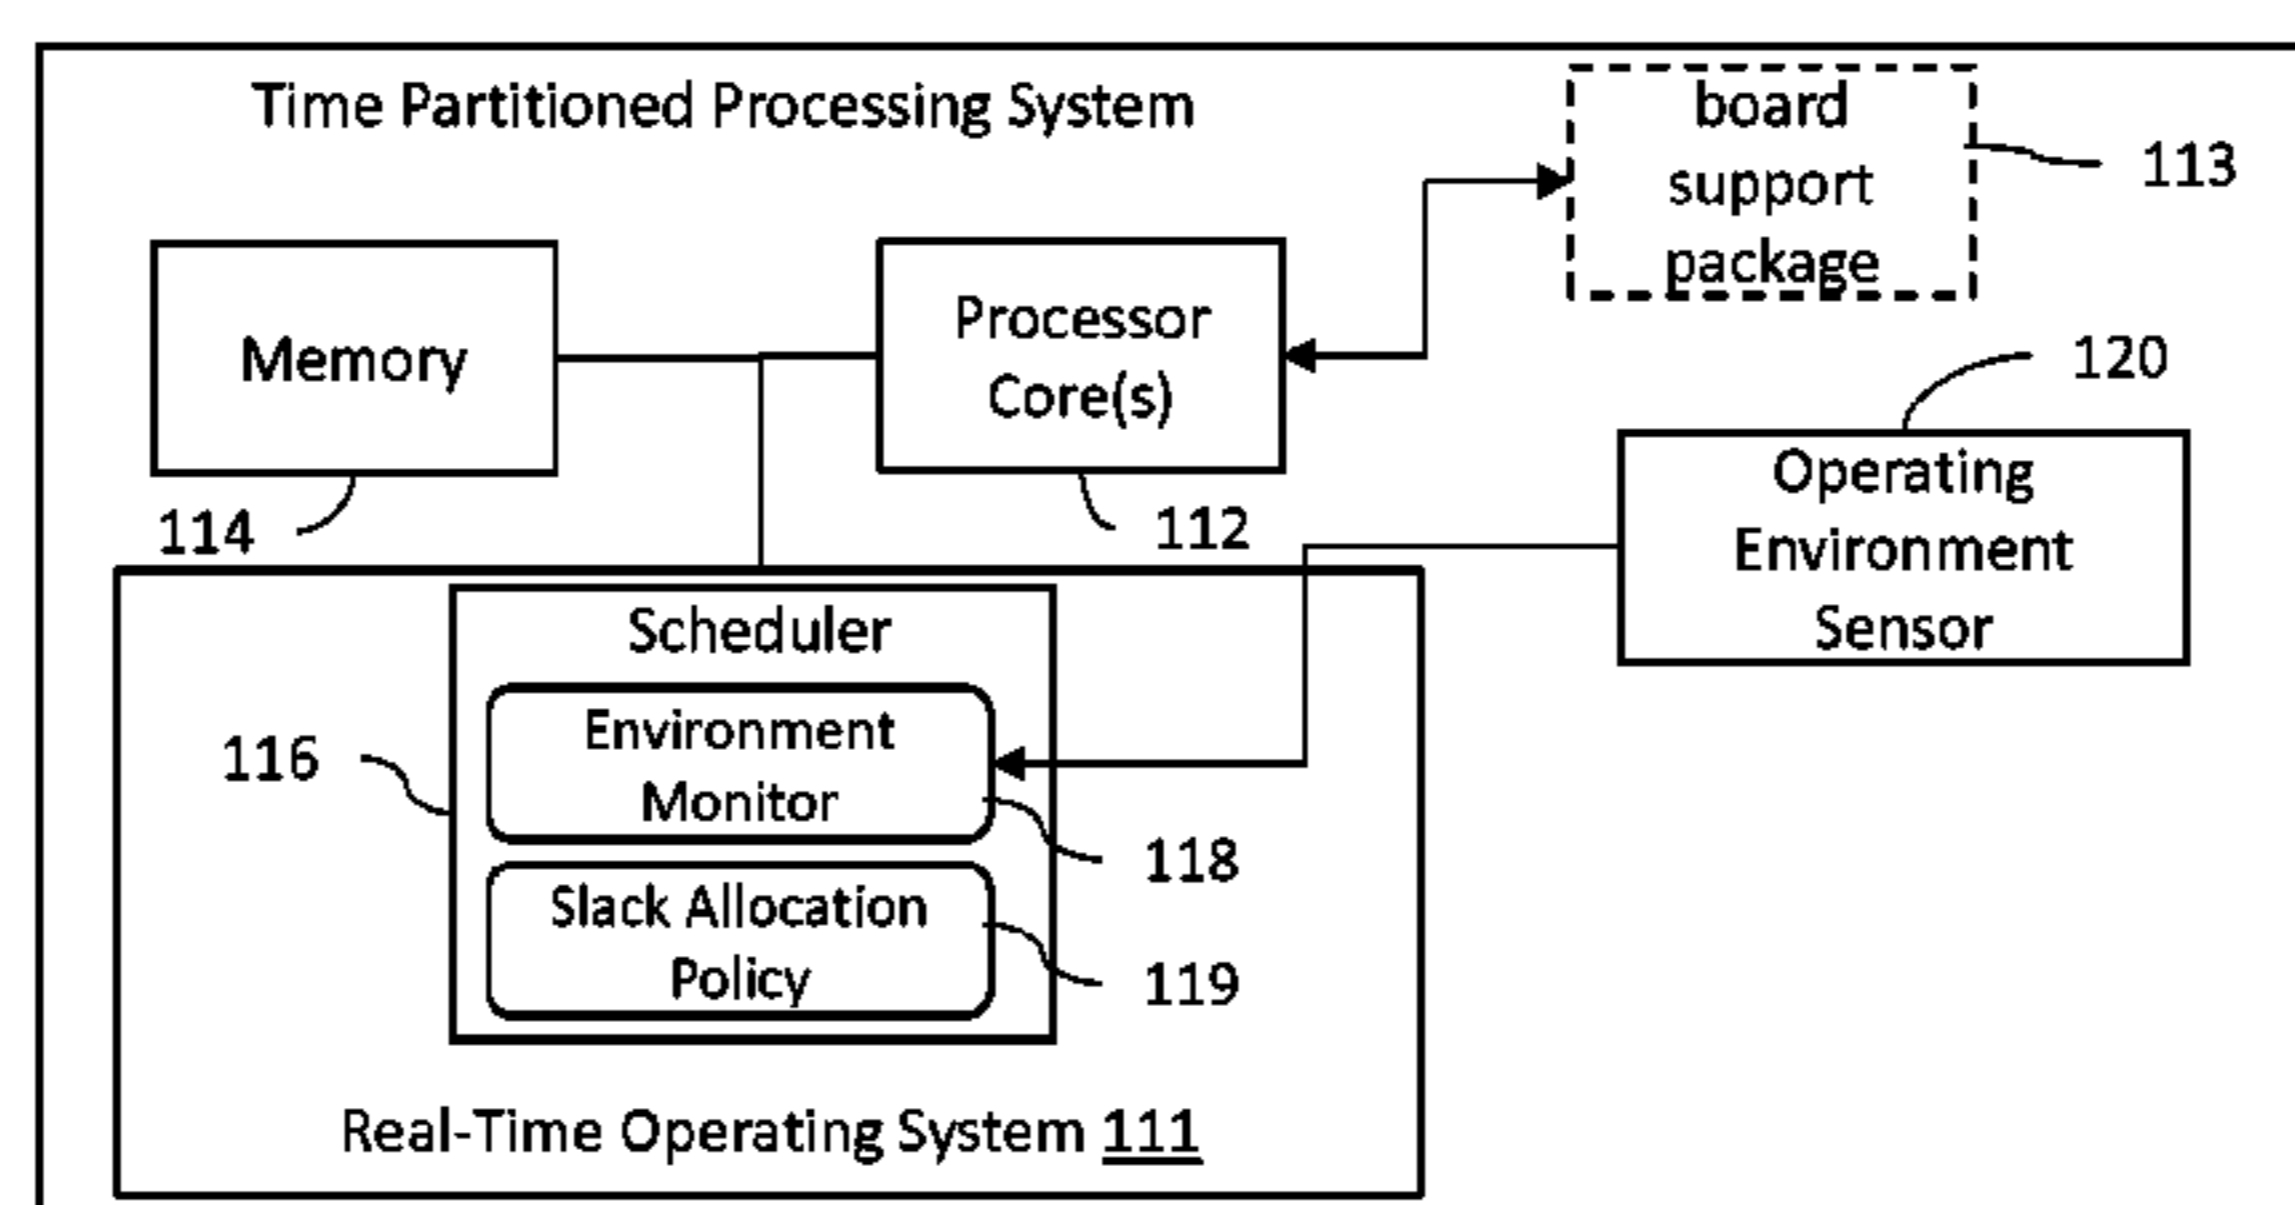 Time Partitioned Processing System
board
support
package
113
Memory
114
Processor
Core(s)
112
120
Operating
Environment
Sensor
Scheduler
116
Environment
Monitor
118
Slack Allocation
Policy
119
Real-Time Operating System 111